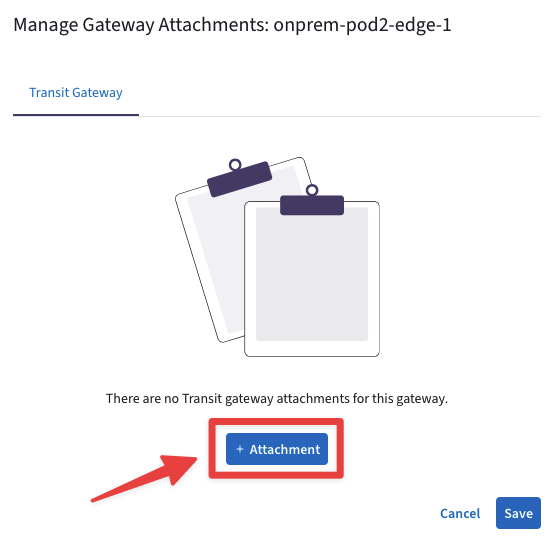 Manage Gateway Attachments: onprem-pod2-edge-1
Transit Gateway
There are no Transit gateway attachments for this gateway.
+ Attachment
Cancel Save